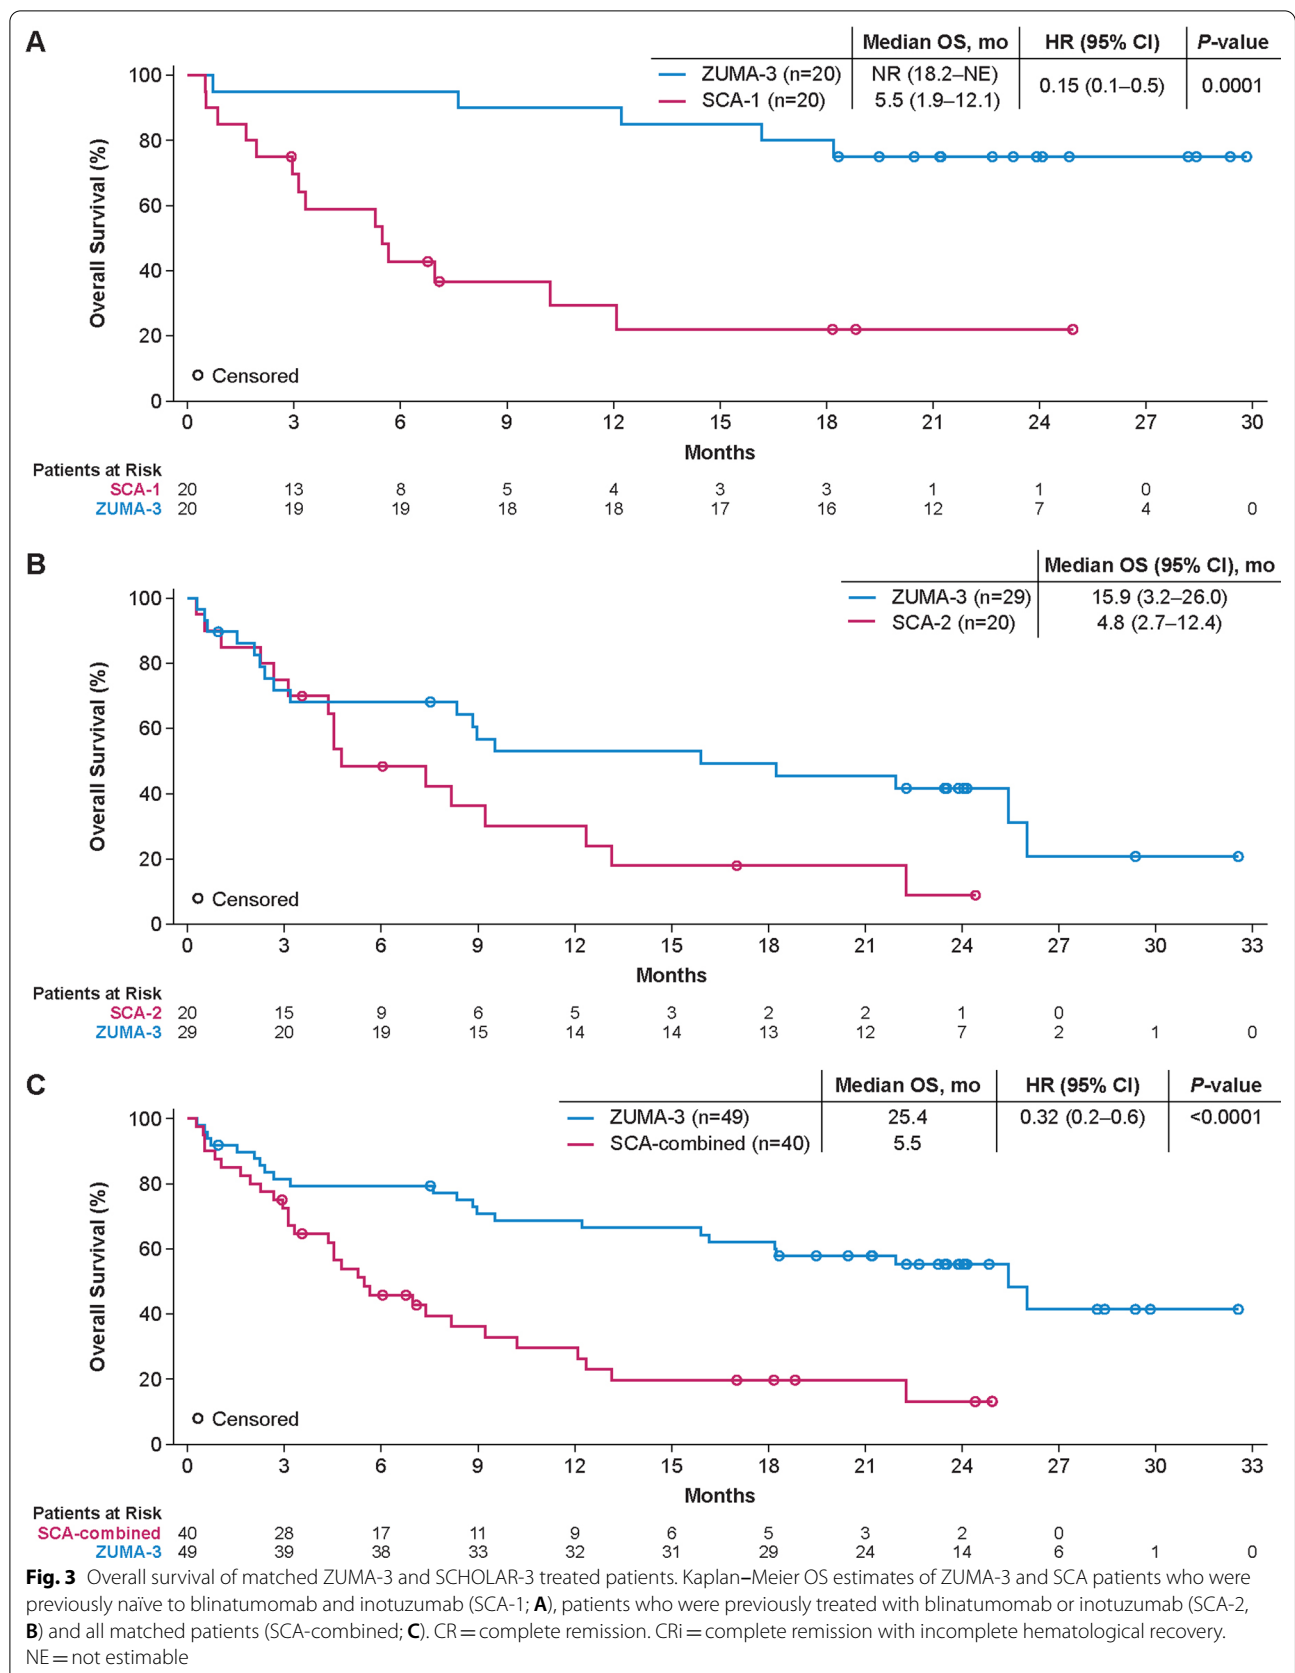 A
Median OS, mo HR (95% CI) P-value
ZUMA-3 (n=20) NR (18.2–NE) 0.15 (0.1–0.5) 0.0001
SCA-1 (n=20) 5.5 (1.9–12.1)
Overall Survival (%)
100
80
60
40
20
0
Censored
0 3 6 9 12 15 18 21 24 27 30
Months
Patients at Risk
SCA-1 20 13 8 5 4 3 3 1 1 0
ZUMA-3 20 19 19 18 18 17 16 12 7 4 0
B
Median OS (95% CI), mo
ZUMA-3 (n=29) 15.9 (3.2–26.0)
SCA-2 (n=20) 4.8 (2.7–12.4)
Overall Survival (%)
100
80
60
40
20
0
Censored
0 3 6 9 12 15 18 21 24 27 30 33
Months
Patients at Risk
SCA-2 20 15 9 6 5 3 2 2 1 0
ZUMA-3 29 20 19 15 14 14 13 12 7 2 1 0
C
Median OS, mo HR (95% CI) P-value
ZUMA-3 (n=49) 25.4 0.32 (0.2–0.6) <0.0001
SCA-combined (n=40) 5.5
Overall Survival (%)
100
80
60
40
20
0
Censored
0 3 6 9 12 15 18 21 24 27 30 33
Months
Patients at Risk
SCA-combined 40 28 17 11 9 6 5 3 2 0
ZUMA-3 49 39 38 33 32 31 29 24 14 6 1 0
Fig. 3 Overall survival of matched ZUMA-3 and SCHOLAR-3 treated patients. Kaplan–Meier OS estimates of ZUMA-3 and SCA patients who were
previously naïve to blinatumomab and inotuzumab (SCA-1; A), patients who were previously treated with blinatumomab or inotuzumab (SCA-2,
B) and all matched patients (SCA-combined; C). CR = complete remission. CRi = complete remission with incomplete hematological recovery.
NE = not estimable